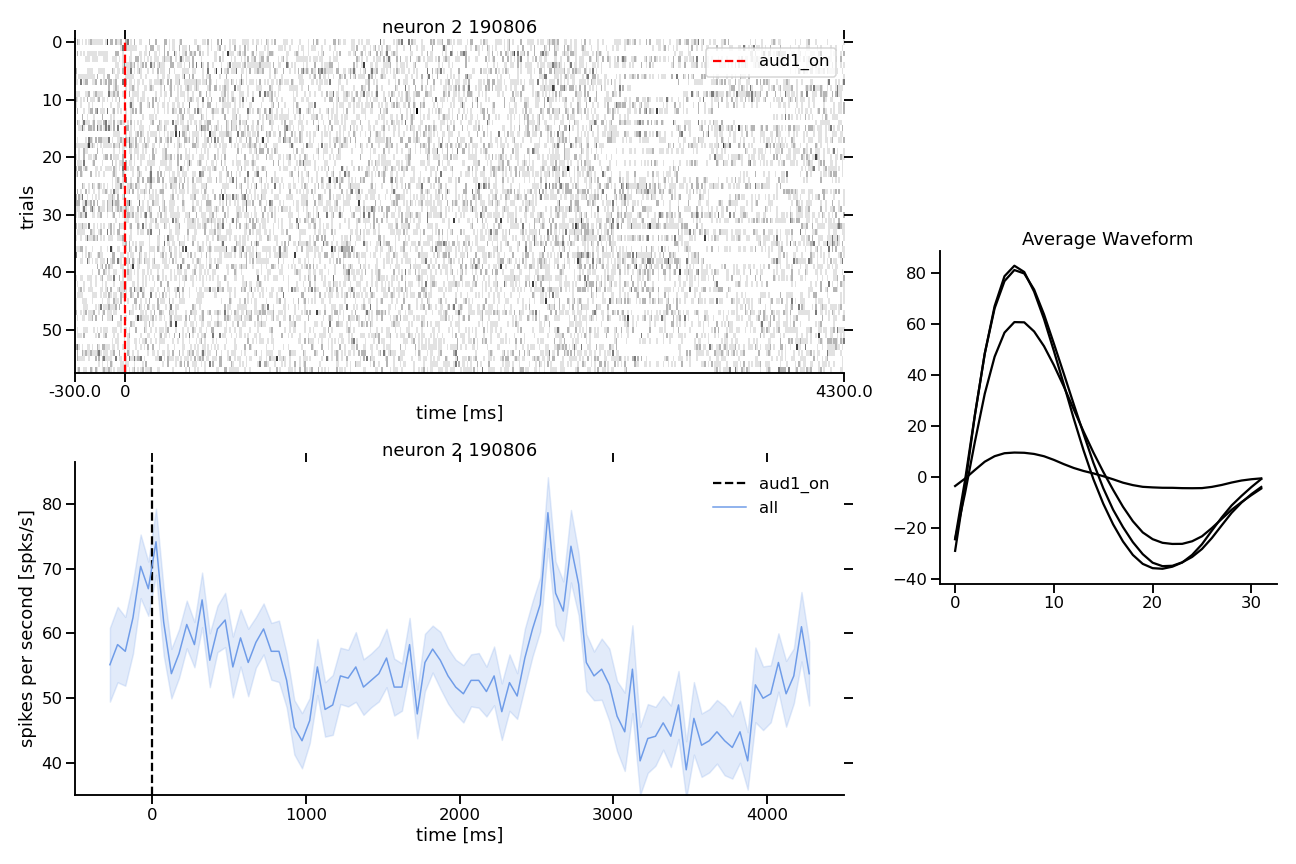 neuron 2 190806
aud1_on
trials
0
10
20
30
40
50
-300.0 0 4300.0
time [ms]
neuron 2 190806
aud1_on
all
spikes per second [spks/s]
80
70
60
50
40
0 1000 2000 3000 4000
time [ms]
Average Waveform
80
60
40
20
0
−20
−40
0 10 20 30